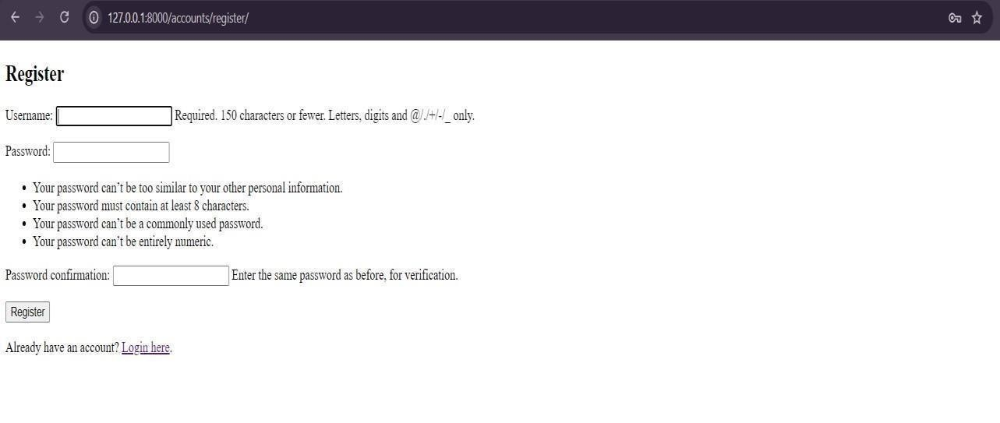 127.0.0.1:8000/accounts/register/
Register
Username: Required. 150 characters or fewer. Letters, digits and @/./+/-/_ only.
Password:
• Your password can’t be too similar to your other personal information.
• Your password must contain at least 8 characters.
• Your password can’t be a commonly used password.
• Your password can’t be entirely numeric.
Password confirmation: Enter the same password as before, for verification.
Register
Already have an account? Login here.